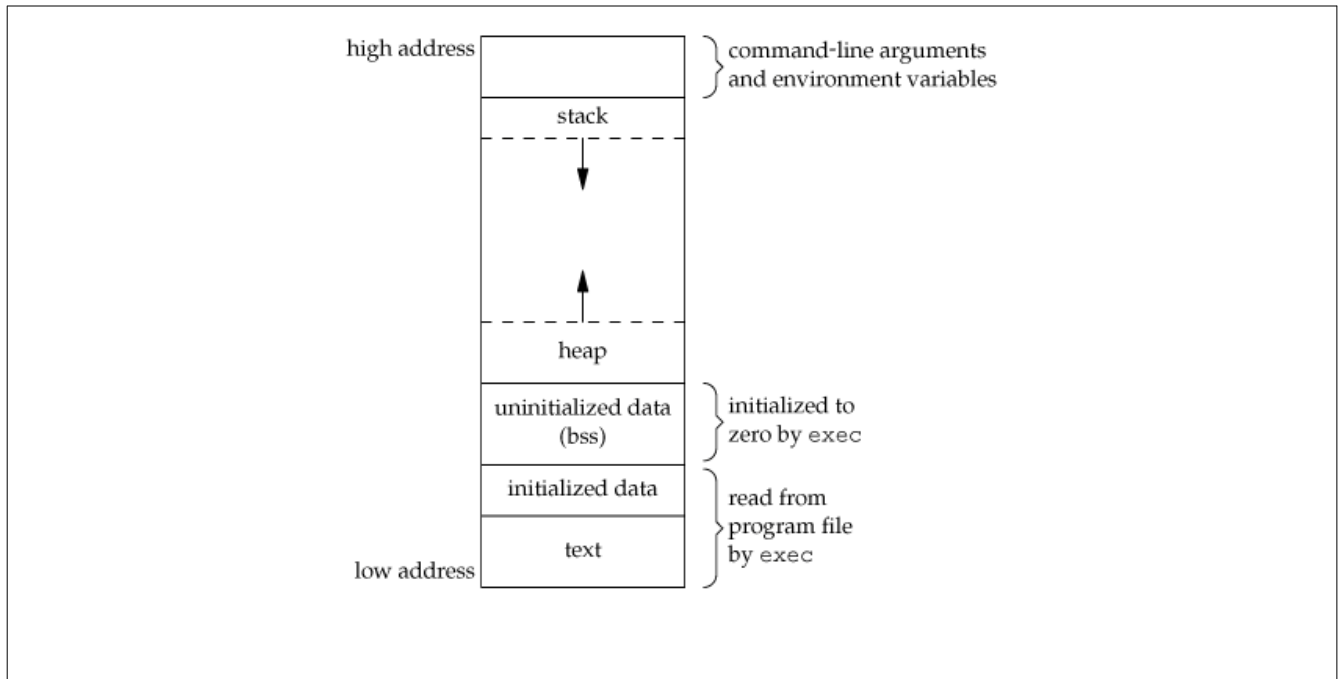 high address
command-line arguments
and environment variables
stack
heap
uninitialized data
(bss)
initialized to
zero by exec
initialized data
read from
program file
by exec
text
low address